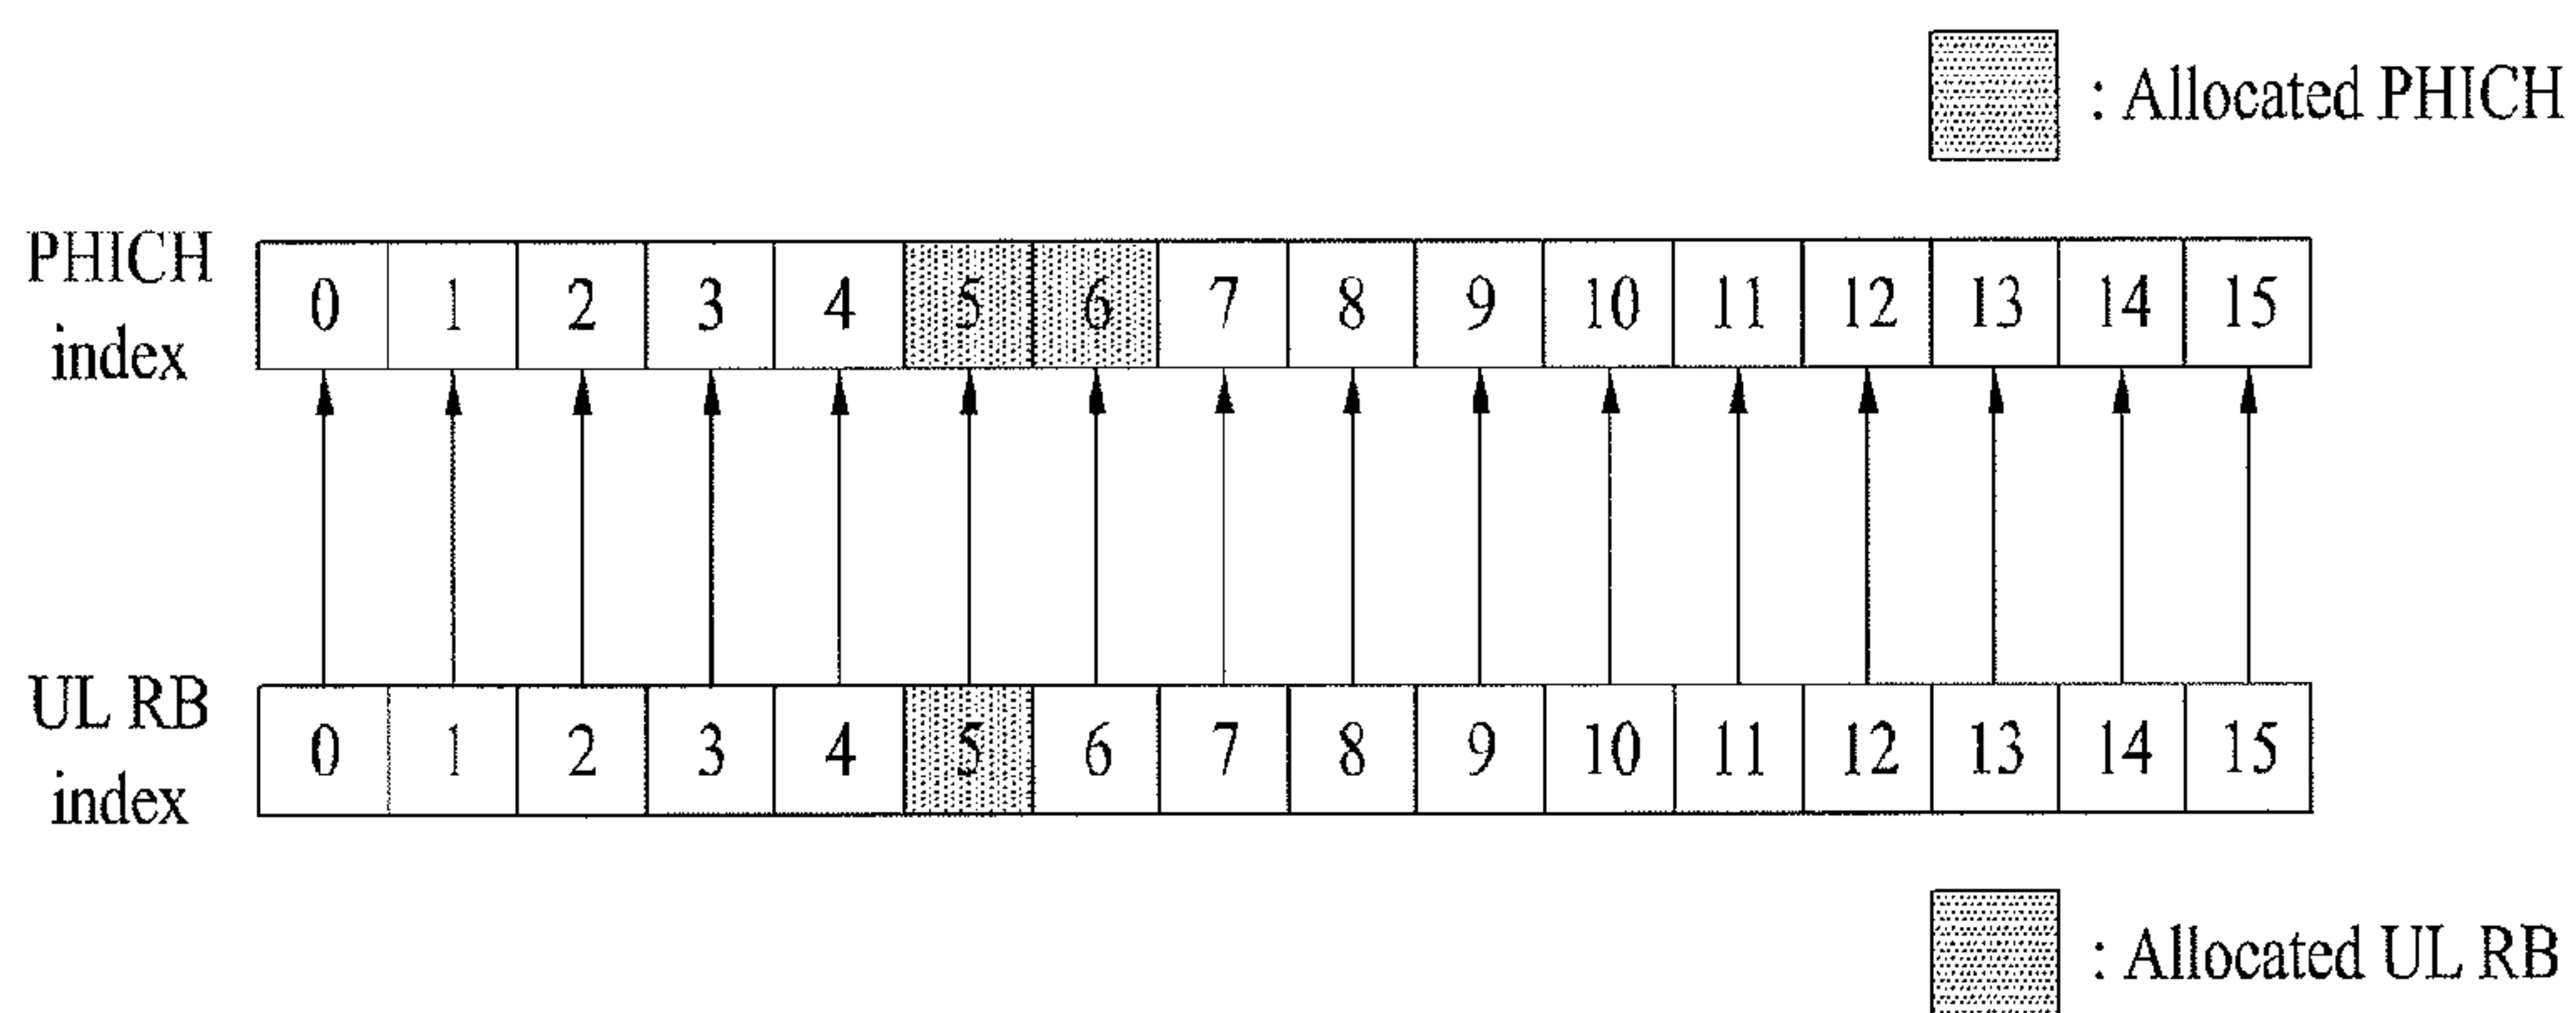 : Allocated PHICH
PHICH
index
0 1 2 3 4 5 6 7 8 9 10 11 12 13 14 15
UL RB
index
0 1 2 3 4 5 6 7 8 9 10 11 12 13 14 15
: Allocated UL RB